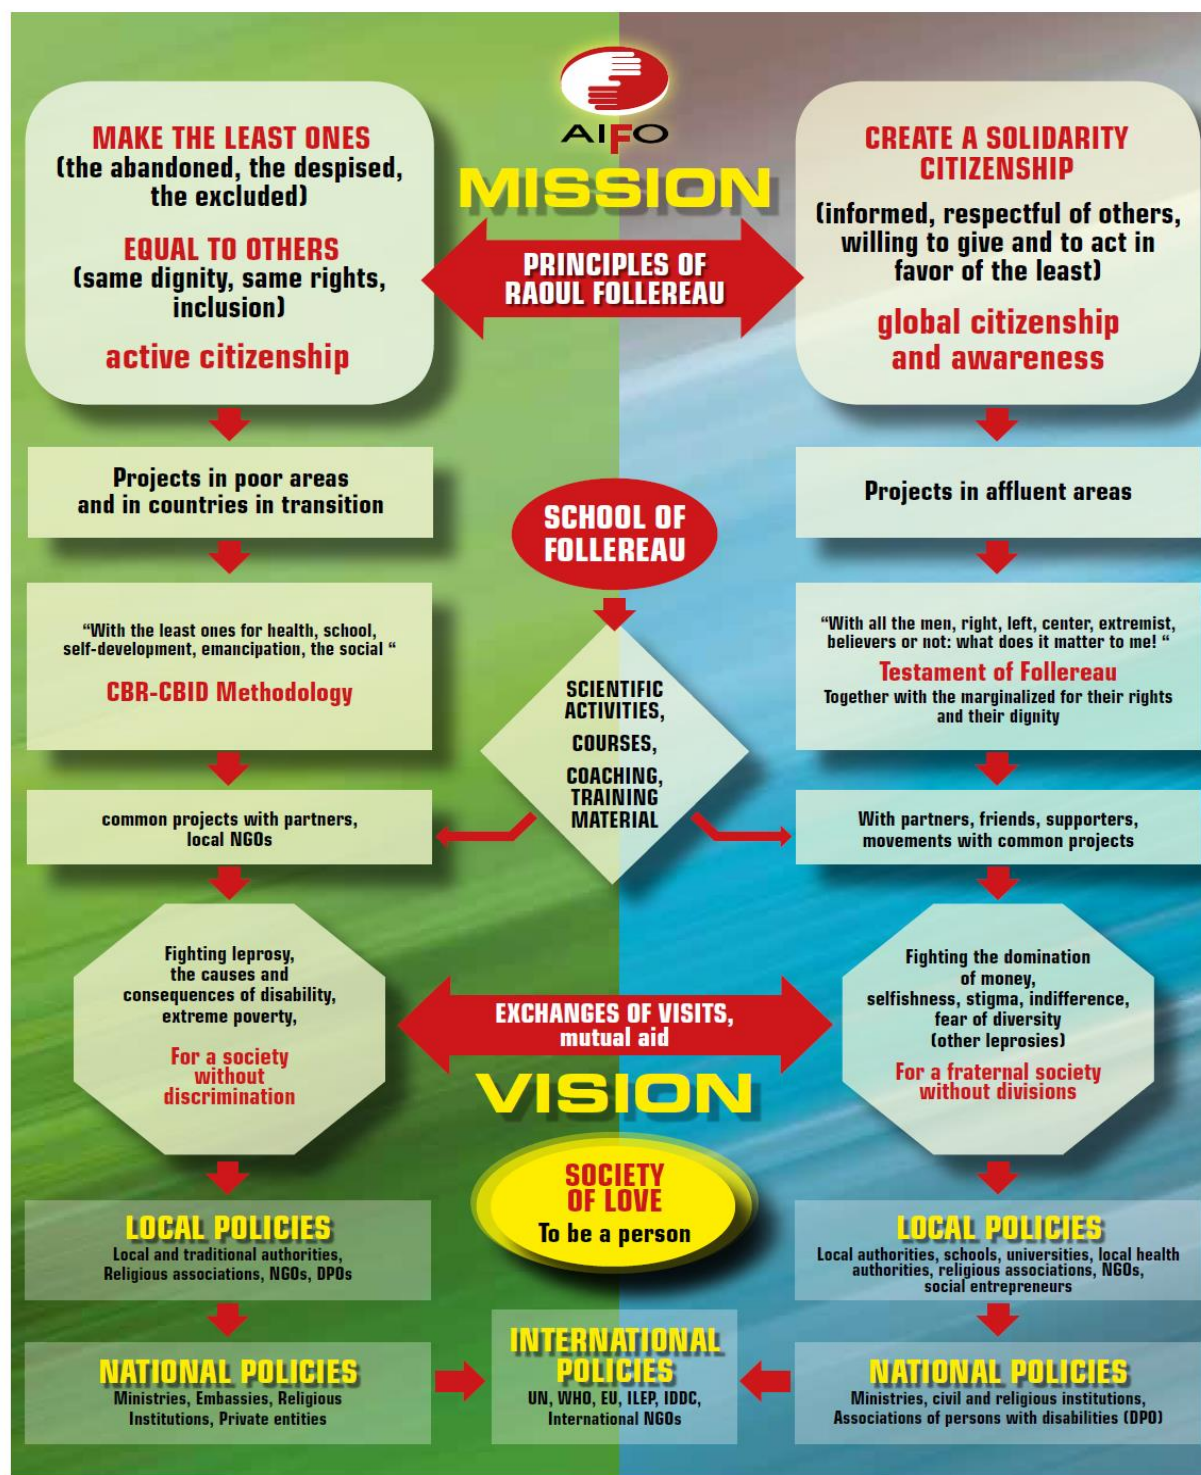 AIFO
MISSION
MAKE THE LEAST ONES
(the abandoned, the despised,
the excluded)
EQUAL TO OTHERS
(same dignity, same rights,
inclusion)
active citizenship
PRINCIPLES OF
RAOUL FOLLEREAU
CREATE A SOLIDARITY
CITIZENSHIP
(informed, respectful of others,
willing to give and to act in
favor of the least)
global citizenship
and awareness
Projects in poor areas
and in countries in transition
SCHOOL OF
FOLLEREAU
Projects in affluent areas
“With the least ones for health, school,
self-development, emancipation, the social “
CBR-CBID Methodology
SCIENTIFIC
ACTIVITIES,
COURSES,
COACHING,
TRAINING
MATERIAL
“With all the men, right, left, center, extremist,
believers or not: what does it matter to me! “
Testament of Follereau
Together with the marginalized for their rights
and their dignity
common projects with partners,
local NGOs
With partners, friends, supporters,
movements with common projects
Fighting leprosy,
the causes and
consequences of disability,
extreme poverty,
For a society
without
discrimination
EXCHANGES OF VISITS,
mutual aid
Fighting the domination
of money,
selfishness, stigma, indifference,
fear of diversity
(other leprosies)
For a fraternal society
without divisions
VISION
SOCIETY
OF LOVE
To be a person
LOCAL POLICIES
Local and traditional authorities,
Religious associations, NGOs, DPOs
LOCAL POLICIES
Local authorities, schools, universities, local health
authorities, religious associations, NGOs,
social entrepreneurs
NATIONAL POLICIES
Ministries, Embassies, Religious
Institutions, Private entities
INTERNATIONAL
POLICIES
UN, WHO, EU, ILEP, IDDC,
International NGOs
NATIONAL POLICIES
Ministries, civil and religious institutions,
Associations of persons with disabilities (DPO)